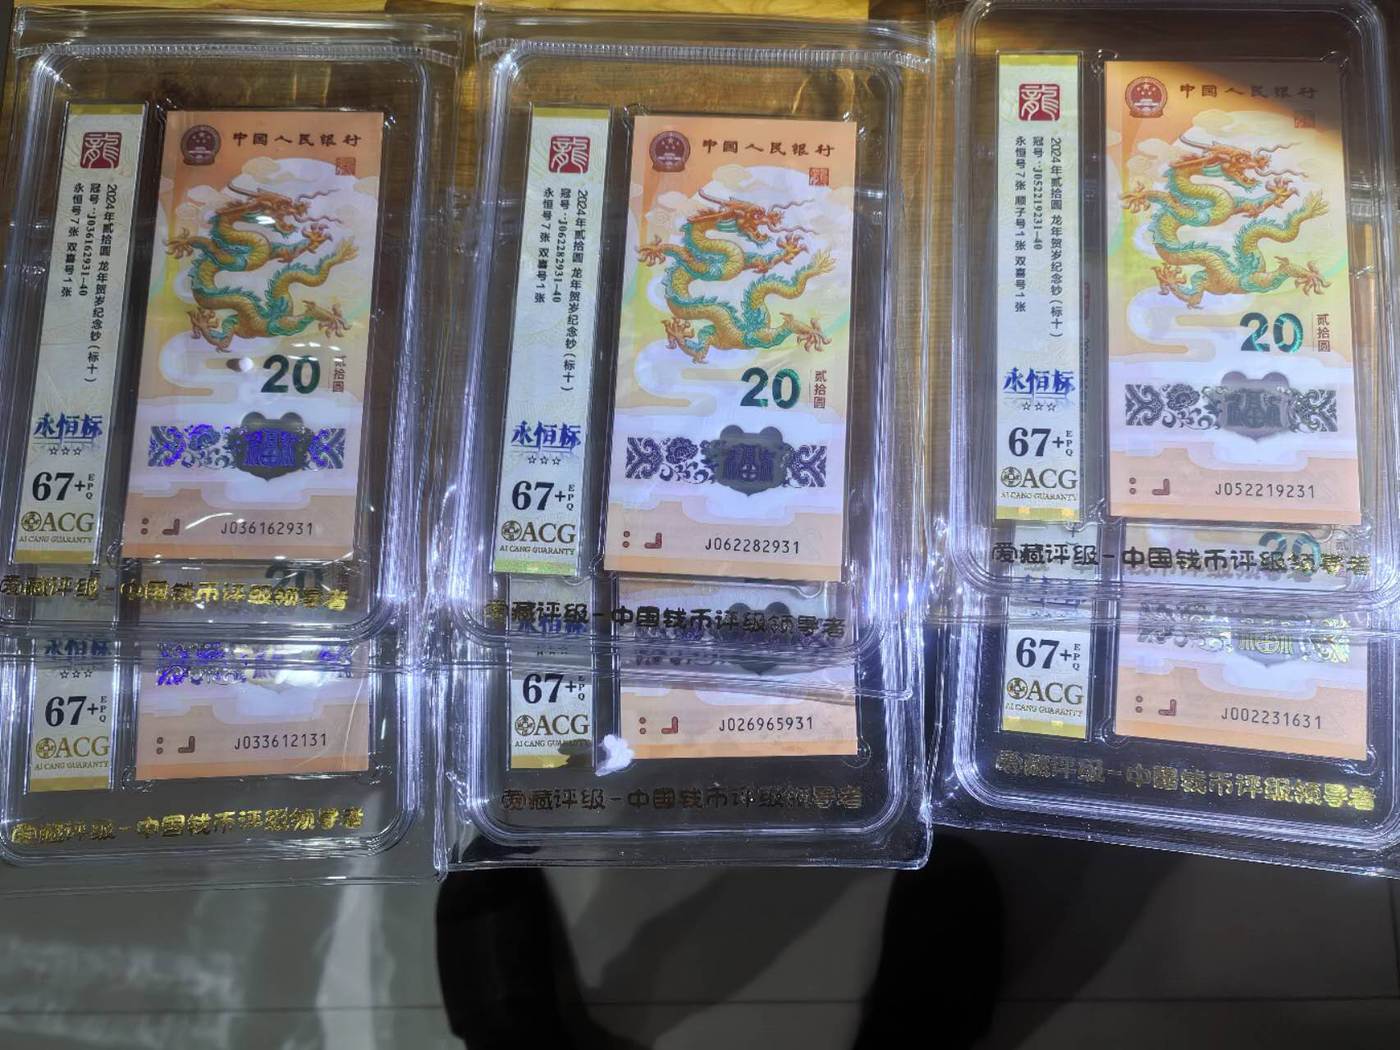 龍
2024年贰拾圆 龙年贺岁纪念钞（标十）
冠号：J036162931-40
永恒号7张 双喜号1张
永恒标
☆☆☆
67+
EPQ
ACG
AI CANG GUARANTY
中国人民银行
20
贰拾圆
J036162931
爱藏评级-中国钱币评级领导者
龍
2024年贰拾圆 龙年贺岁纪念钞（标十）
冠号：J062282931-40
永恒号7张 双喜号1张
永恒标
☆☆☆
67+
EPQ
ACG
AI CANG GUARANTY
中国人民银行
20
贰拾圆
J062282931
爱藏评级-中国钱币评级领导者
龍
2024年贰拾圆 龙年贺岁纪念钞（标十）
冠号：J052219231-40
永恒号7张 顺子号1张 双喜号1张
永恒标
☆☆☆
67+
EPQ
ACG
AI CANG GUARANTY
中国人民银行
20
贰拾圆
J052219231
爱藏评级-中国钱币评级领导者
20
永恒标
☆☆☆
67+
EPQ
ACG
AI CANG GUARANTY
J033612131
爱藏评级-中国钱币评级领导者
永恒标
67+
EPQ
ACG
J026965931
爱藏评级-中国钱币评级领导者
20
67+
EPQ
ACG
AI CANG GUARANTY
J002231631
爱藏评级-中国钱币评级领导者